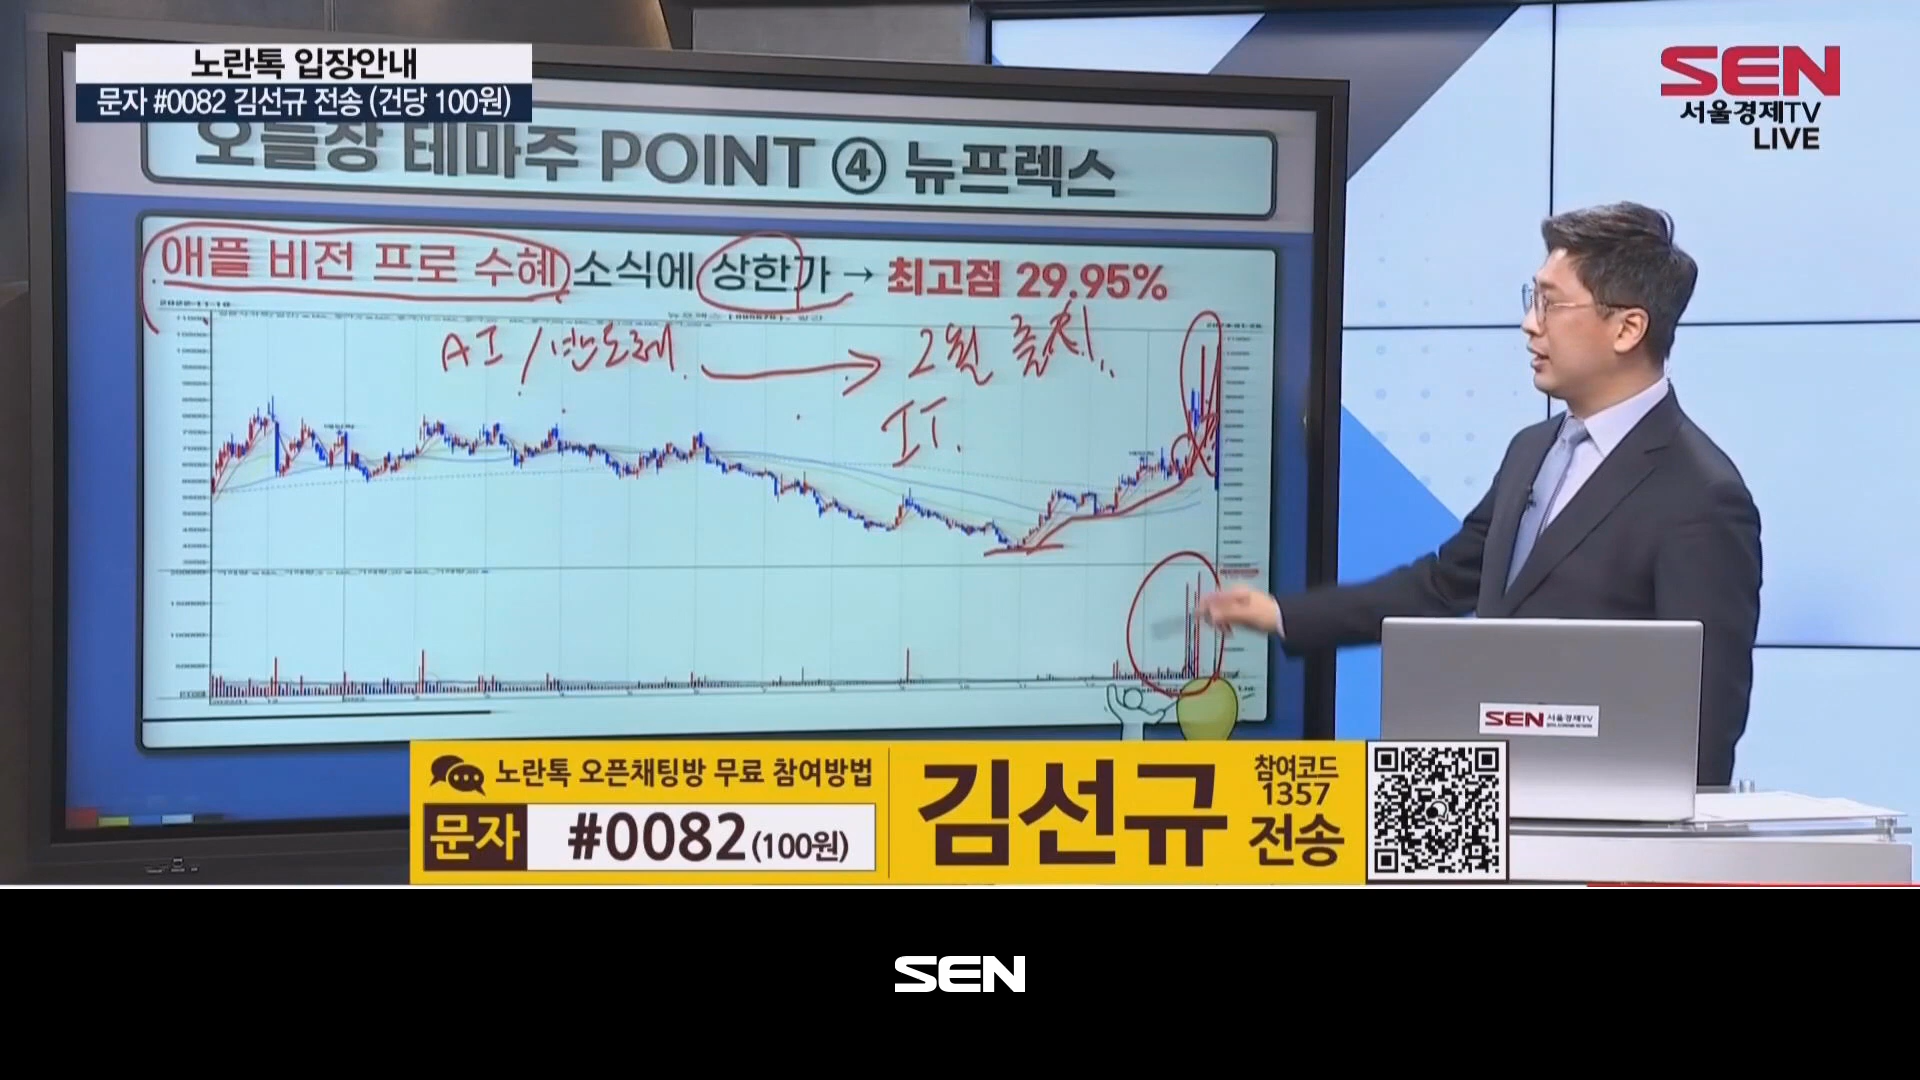 노란톡 입장안내
문자 #0082 김선규 전송 (건당 100원)
SEN
서울경제TV
LIVE
오늘장 테마주 POINT ④ 뉴프렉스
애플 비전 프로 수혜 소식에 상한가 → 최고점 29.95%
AI / 반도체 → 2월 출시
IT.
SEN 서울경제TV
노란톡 오픈채팅방 무료 참여방법
문자 #0082 (100원)
김선규
참여코드
1357
전송
SEN